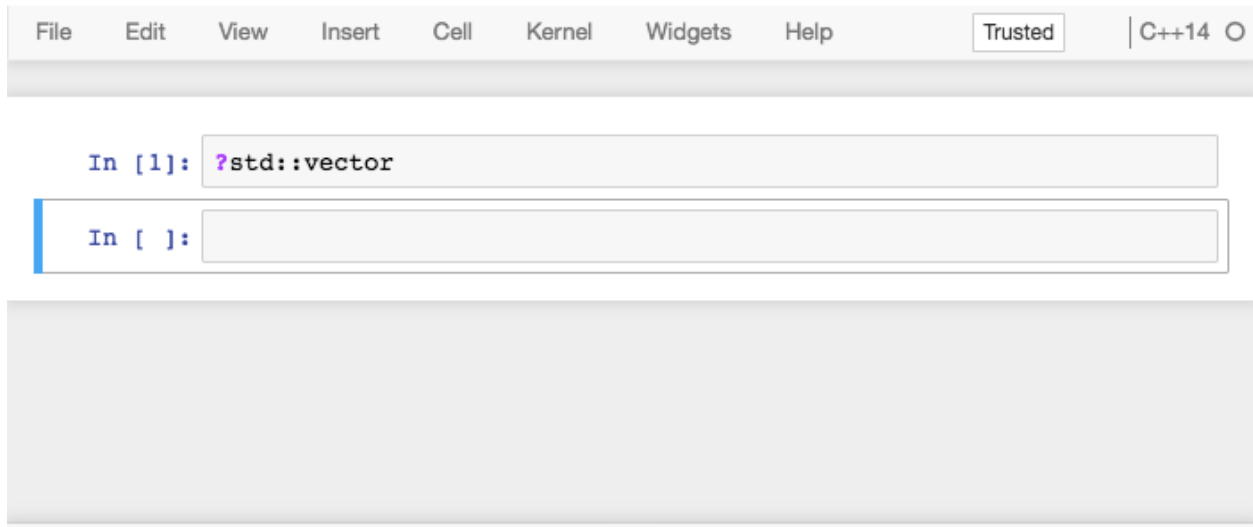 File Edit View Insert Cell Kernel Widgets Help Trusted C++14
In [1]: ?std::vector
In [ ]: